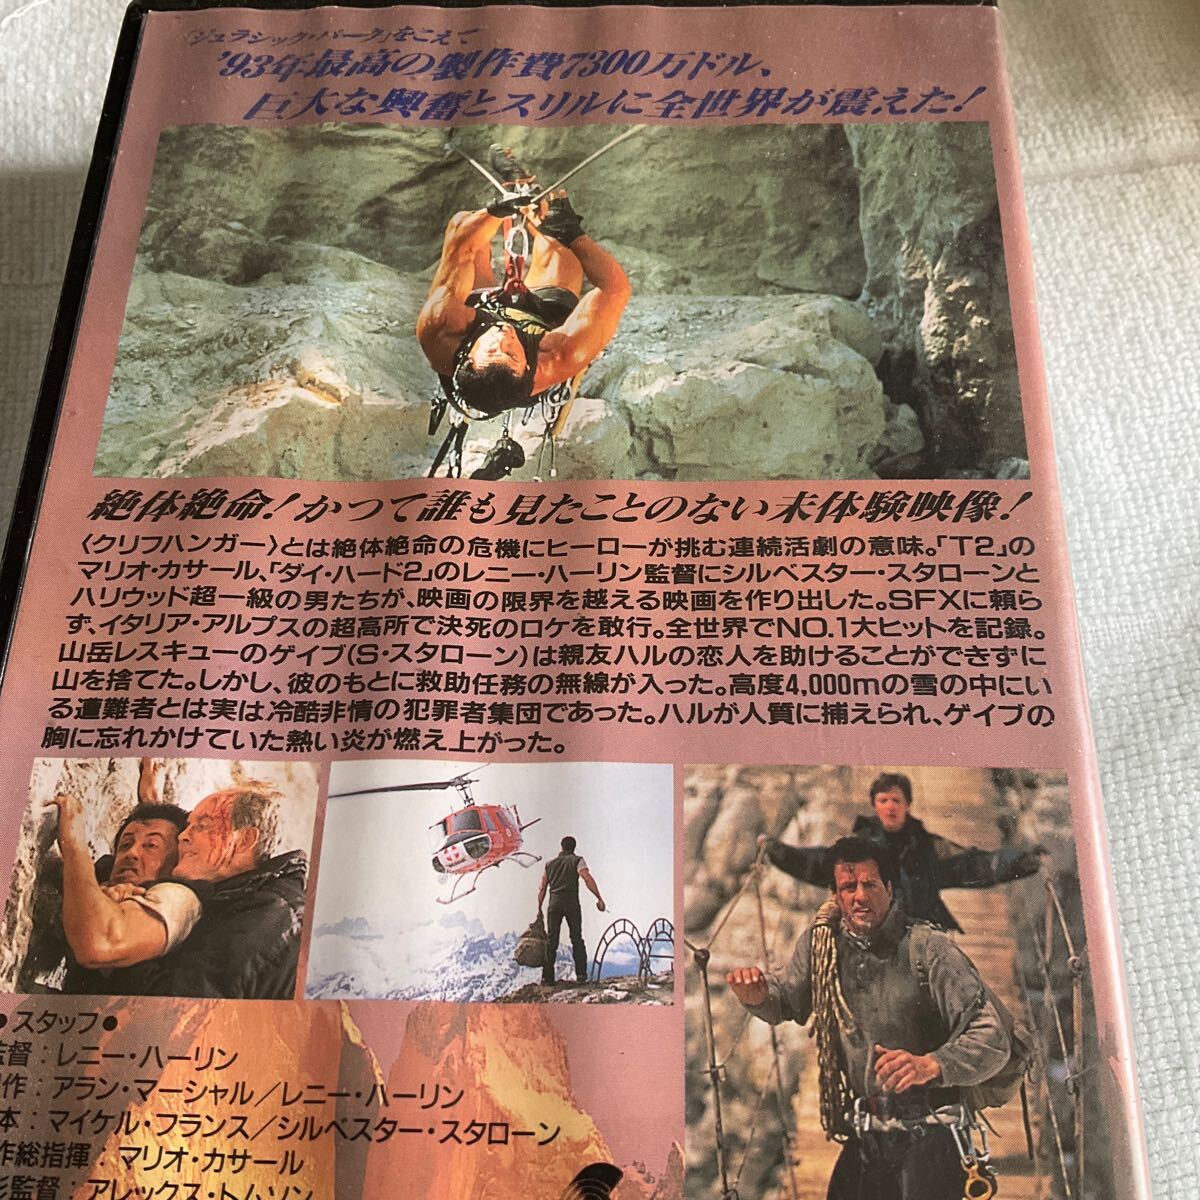 『ジュラシック・パーク』をこえて
'93年最高の製作費7300万ドル、
巨大な興奮とスリルに全世界が震えた!
絶体絶命!かつて誰も見たことのない未体験映像!
〈クリフハンガー〉とは絶体絶命の危機にヒーローが挑む連続活劇の意味。「T2」の
マリオ・カサール、「ダイ・ハード2」のレニー・ハーリン監督にシルベスター・スタローンと
ハリウッド超一級の男たちが、映画の限界を越える映画を作り出した。SFXに頼ら
ず、イタリア・アルプスの超高所で決死のロケを敢行。全世界でNO.1大ヒットを記録。
山岳レスキューのゲイブ(S・スタローン)は親友ハルの恋人を助けることができずに
山を捨てた。しかし、彼のもとに救助任務の無線が入った。高度4,000mの雪の中にい
る遭難者とは実は冷酷非情の犯罪者集団であった。ハルが人質に捕えられ、ゲイブの
胸に忘れかけていた熱い炎が燃え上がった。
●スタッフ●
監督：レニー・ハーリン
作：アラン・マーシャル／レニー・ハーリン
本：マイケル・フランス／シルベスター・スタローン
作総指揮：マリオ・カサール
影監督：アレックス・トムソン